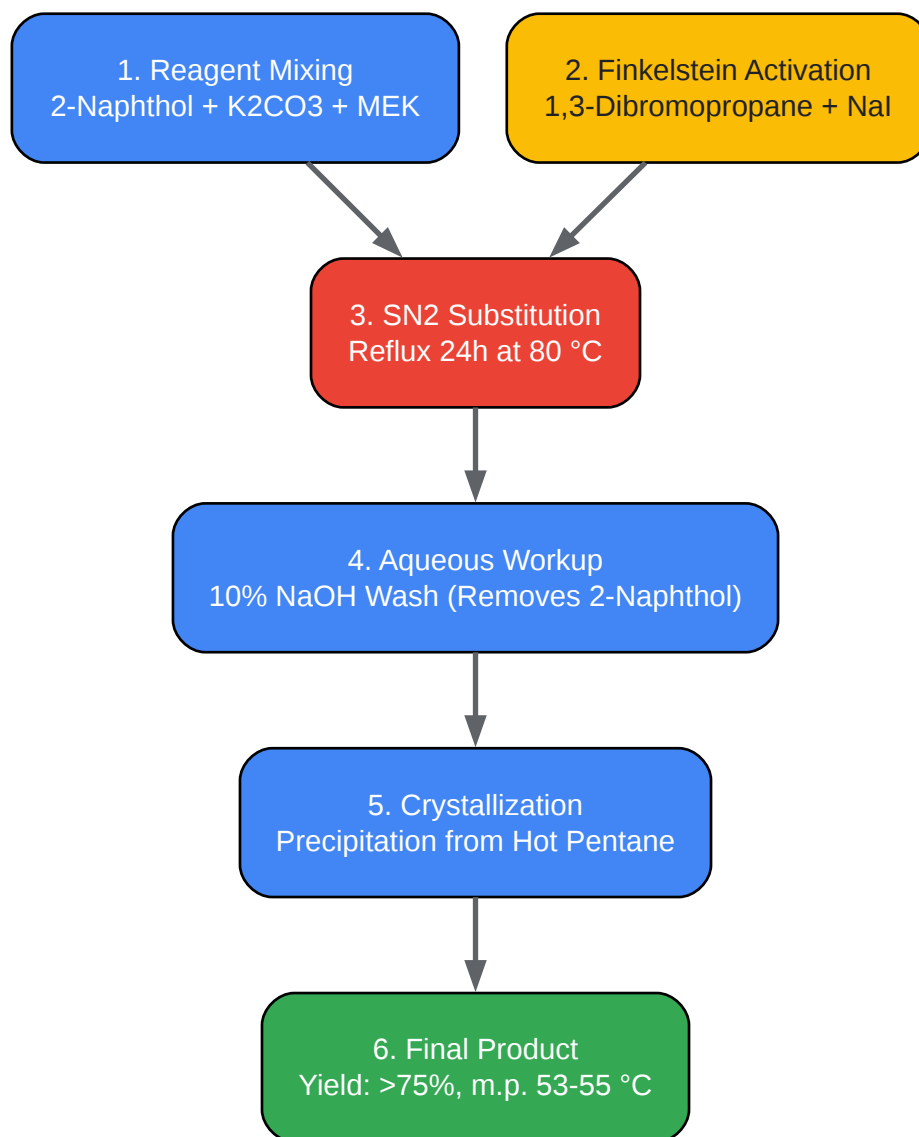 1. Reagent Mixing
2-Naphthol + K2CO3 + MEK
2. Finkelstein Activation
1,3-Dibromopropane + NaI
3. SN2 Substitution
Reflux 24h at 80 °C
4. Aqueous Workup
10% NaOH Wash (Removes 2-Naphthol)
5. Crystallization
Precipitation from Hot Pentane
6. Final Product
Yield: >75%, m.p. 53-55 °C